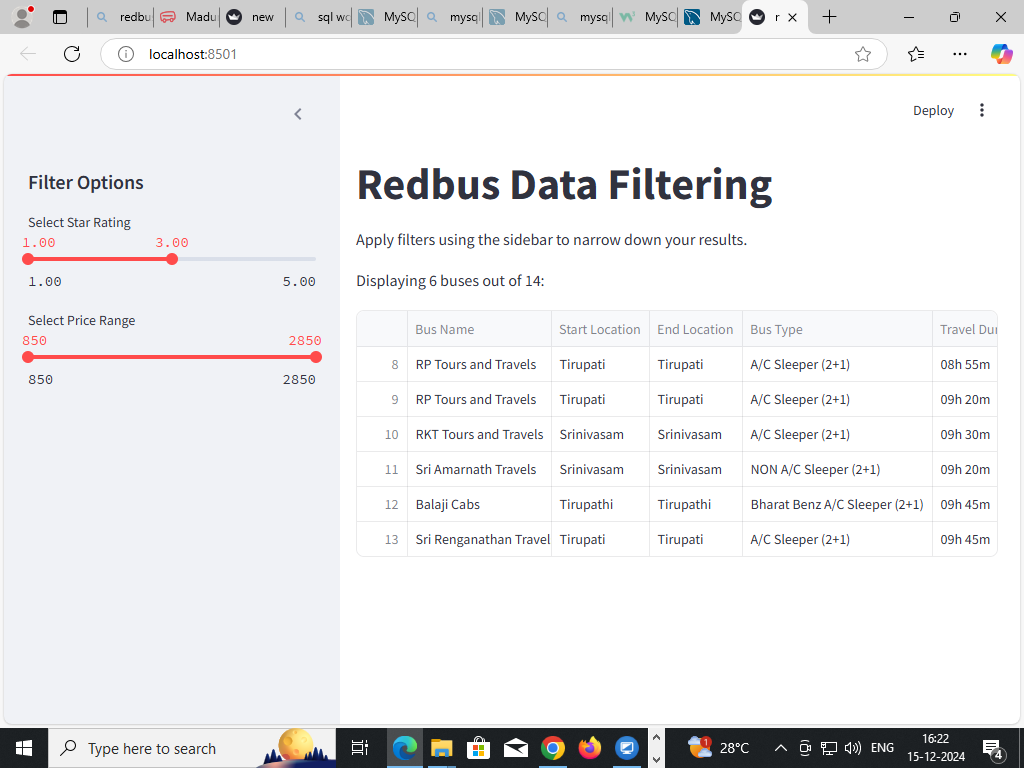 redbu
Madu
new
sql wo
MySQ
mysql
MySQ
mysql
MySQ
MySQ
r
localhost:8501
Deploy
Filter Options
Select Star Rating
1.00 3.00
1.00 5.00
Select Price Range
850 2850
850 2850
Redbus Data Filtering
Apply filters using the sidebar to narrow down your results.
Displaying 6 buses out of 14:
Bus Name Start Location End Location Bus Type Travel Dur
8 RP Tours and Travels Tirupati Tirupati A/C Sleeper (2+1) 08h 55m
9 RP Tours and Travels Tirupati Tirupati A/C Sleeper (2+1) 09h 20m
10 RKT Tours and Travels Srinivasam Srinivasam A/C Sleeper (2+1) 09h 30m
11 Sri Amarnath Travels Srinivasam Srinivasam NON A/C Sleeper (2+1) 09h 20m
12 Balaji Cabs Tirupathi Tirupathi Bharat Benz A/C Sleeper (2+1) 09h 45m
13 Sri Renganathan Travel Tirupati Tirupati A/C Sleeper (2+1) 09h 45m
Type here to search
1
28°C
ENG
16:22
15-12-2024
4